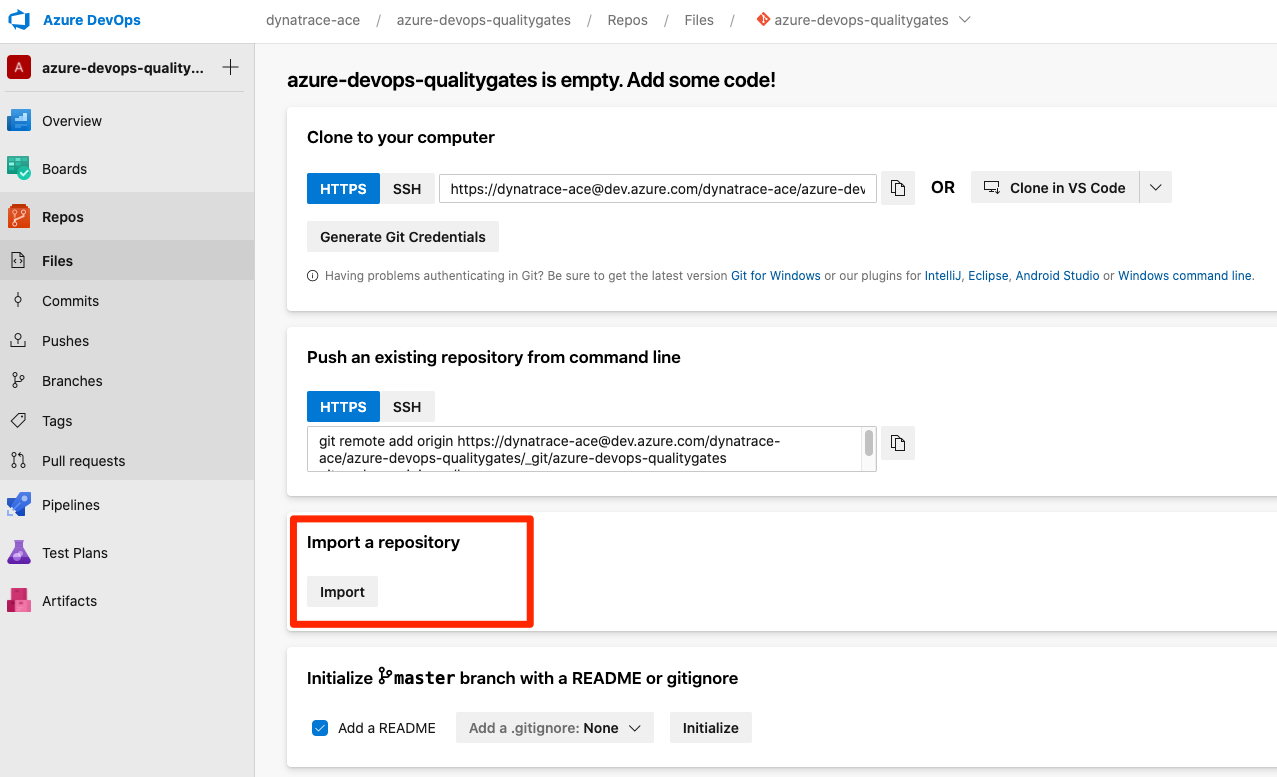 Azure DevOps
dynatrace-ace / azure-devops-qualitygates / Repos / Files / azure-devops-qualitygates
A azure-devops-quality...
Overview
Boards
Repos
Files
Commits
Pushes
Branches
Tags
Pull requests
Pipelines
Test Plans
Artifacts
azure-devops-qualitygates is empty. Add some code!
Clone to your computer
HTTPS SSH https://dynatrace-ace@dev.azure.com/dynatrace-ace/azure-dev OR Clone in VS Code
Generate Git Credentials
Having problems authenticating in Git? Be sure to get the latest version Git for Windows or our plugins for IntelliJ, Eclipse, Android Studio or Windows command line.
Push an existing repository from command line
HTTPS SSH
git remote add origin https://dynatrace-ace@dev.azure.com/dynatrace-
ace/azure-devops-qualitygates/_git/azure-devops-qualitygates
Import a repository
Import
Initialize master branch with a README or gitignore
Add a README Add a .gitignore: None Initialize